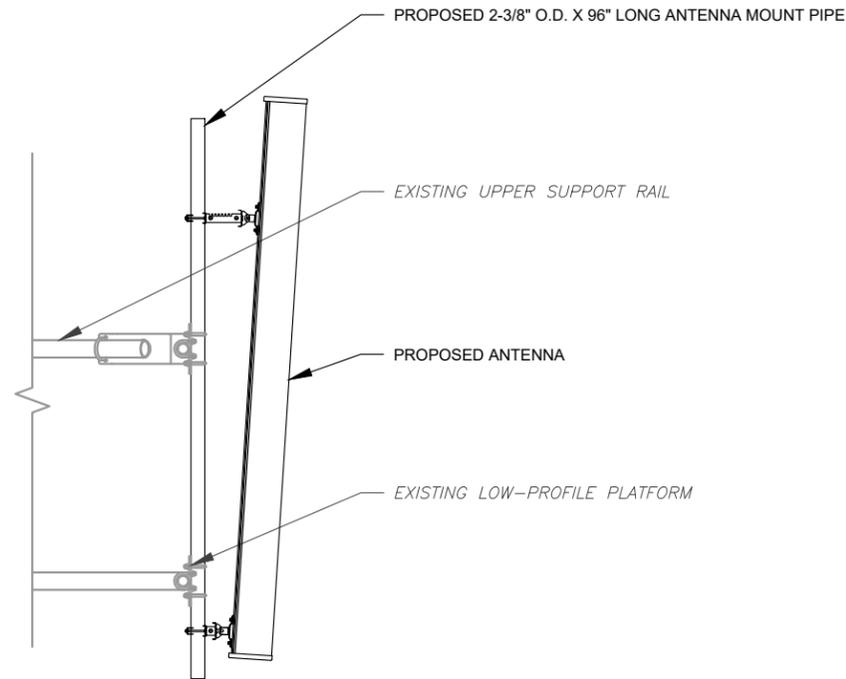 PROPOSED 2-3/8" O.D. X 96" LONG ANTENNA MOUNT PIPE
EXISTING UPPER SUPPORT RAIL
PROPOSED ANTENNA
EXISTING LOW-PROFILE PLATFORM